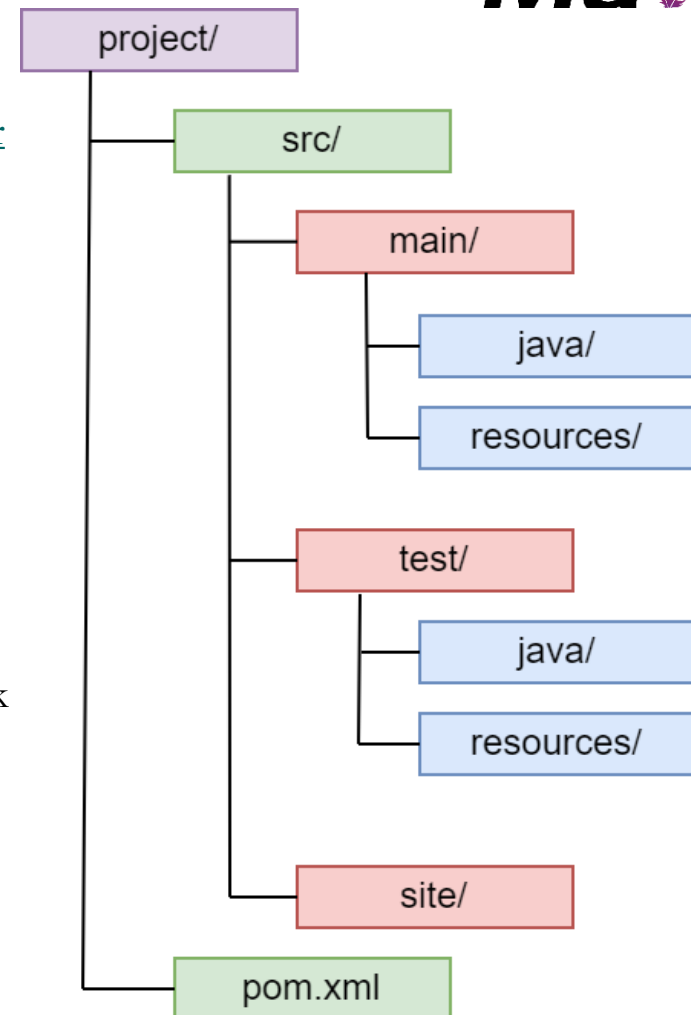 project/
src/
main/
java/
resources/
test/
java/
resources/
site/
pom.xml